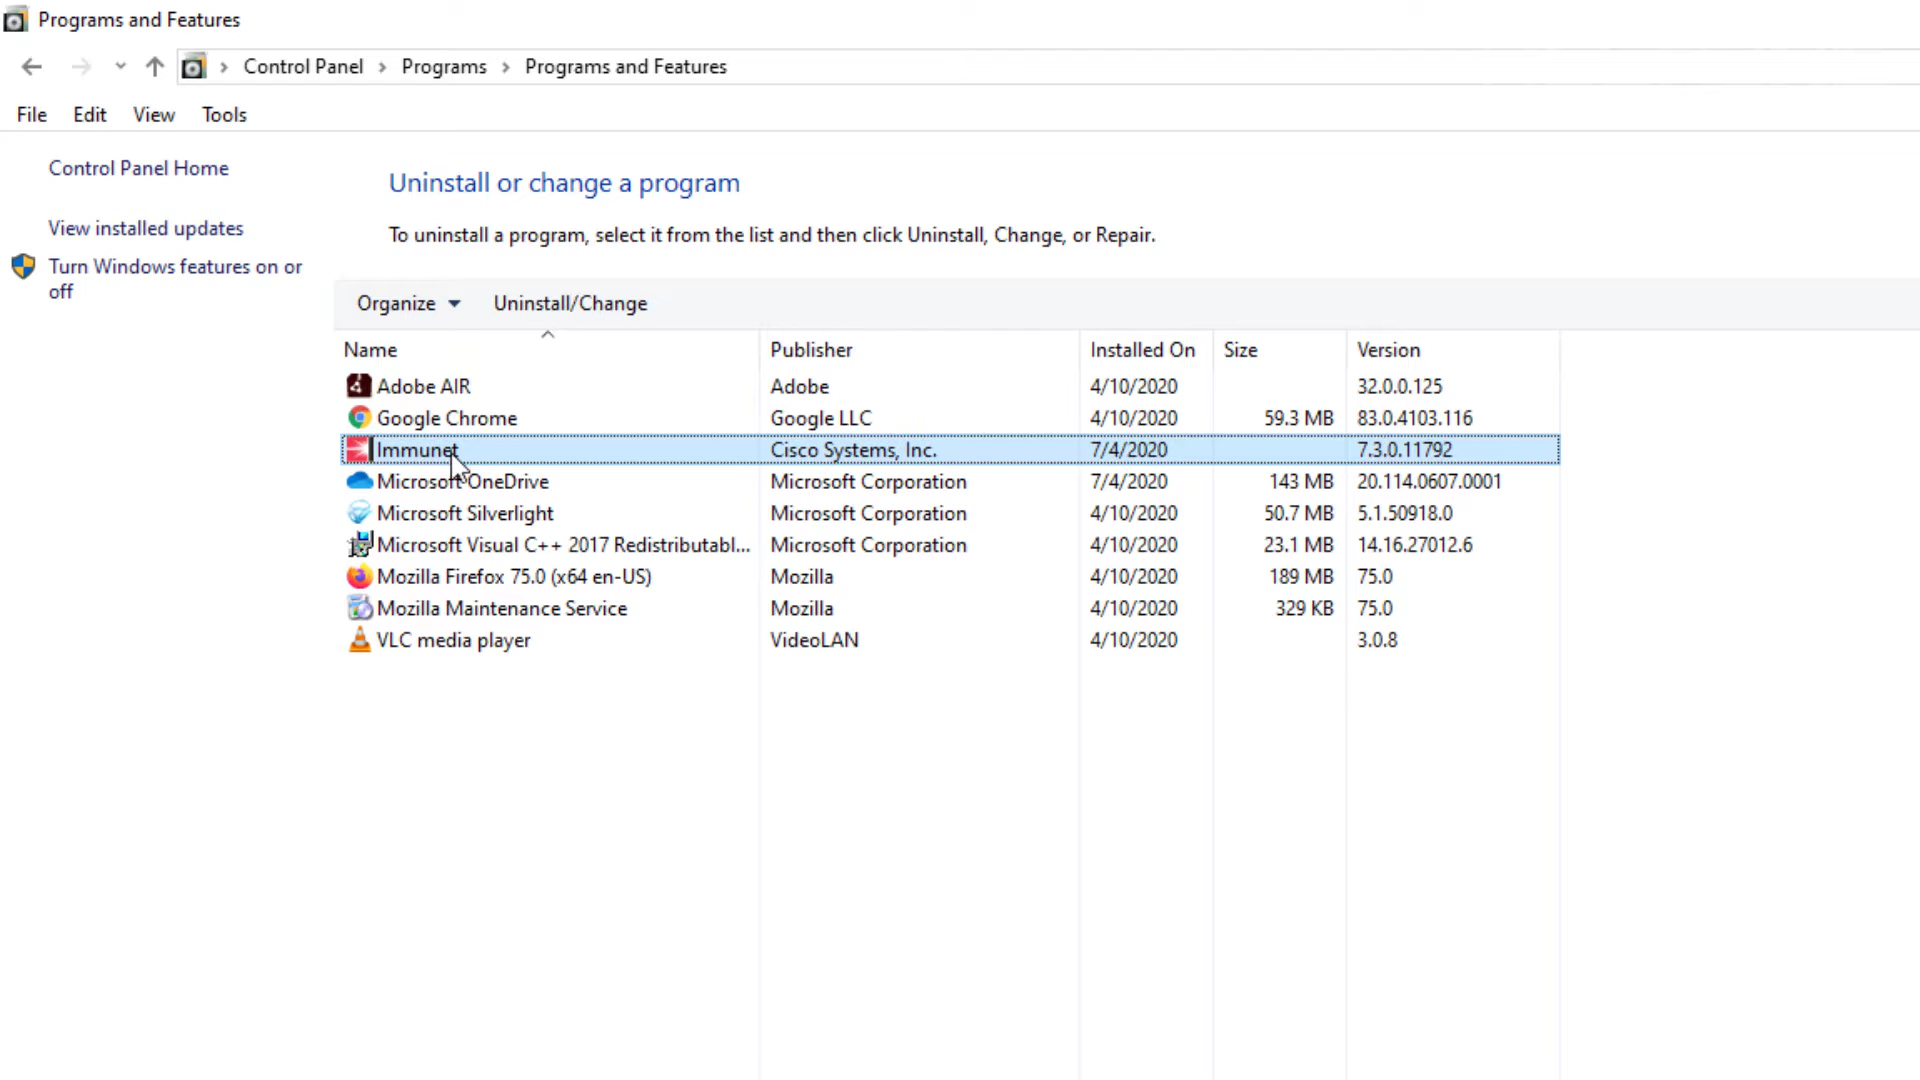 Programs and Features
Control Panel > Programs > Programs and Features
File Edit View Tools
Control Panel Home
View installed updates
Turn Windows features on or
off
Uninstall or change a program
To uninstall a program, select it from the list and then click Uninstall, Change, or Repair.
Organize Uninstall/Change
Name Publisher Installed On Size Version
Adobe AIR Adobe 4/10/2020 32.0.0.125
Google Chrome Google LLC 4/10/2020 59.3 MB 83.0.4103.116
Immunet Cisco Systems, Inc. 7/4/2020 7.3.0.11792
Microsoft OneDrive Microsoft Corporation 7/4/2020 143 MB 20.114.0607.0001
Microsoft Silverlight Microsoft Corporation 4/10/2020 50.7 MB 5.1.50918.0
Microsoft Visual C++ 2017 Redistributabl... Microsoft Corporation 4/10/2020 23.1 MB 14.16.27012.6
Mozilla Firefox 75.0 (x64 en-US) Mozilla 4/10/2020 189 MB 75.0
Mozilla Maintenance Service Mozilla 4/10/2020 329 KB 75.0
VLC media player VideoLAN 4/10/2020 3.0.8